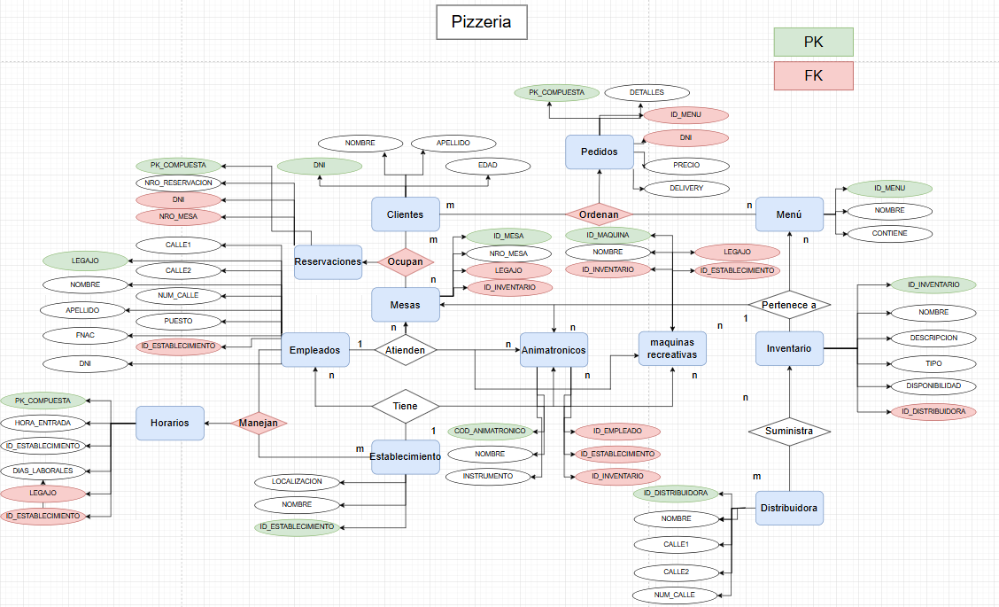 Pizzeria
PK
FK
PK_COMPUESTA
DETALLES
ID_MENU
DNI
PRECIO
DELIVERY
Pedidos
NOMBRE
APELLIDO
DNI
EDAD
PK_COMPUESTA
NRO_RESERVACION
DNI
NRO_MESA
Clientes
m
Ordenan
n
Menú
ID_MENU
NOMBRE
CONTIENE
m
n
CALLE1
LEGAJO
CALLE2
NOMBRE
NUM_CALLE
APELLIDO
PUESTO
FNAC
ID_ESTABLECIMIENTO
DNI
Reservaciones
Ocupan
n
Mesas
n
ID_MESA
NRO_MESA
LEGAJO
ID_INVENTARIO
ID_MAQUINA
NOMBRE
ID_INVENTARIO
LEGAJO
ID_ESTABLECIMIENTO
Pertenece a
1
ID_INVENTARIO
NOMBRE
DESCRIPCION
TIPO
DISPONIBILIDAD
ID_DISTRIBUIDORA
Empleados
1
Atienden
n
n
Animatronicos
n
maquinas
recreativas
n
Inventario
n
n
n
Tiene
1
n
PK_COMPUESTA
HORA_ENTRADA
ID_ESTABLECIMIENTO
DIAS_LABORALES
LEGAJO
ID_ESTABLECIMIENTO
Horarios
Manejan
m
Establecimiento
LOCALIZACION
NOMBRE
ID_ESTABLECIMIENTO
COD_ANIMATRONICO
NOMBRE
INSTRUMENTO
ID_EMPLEADO
ID_ESTABLECIMIENTO
ID_INVENTARIO
Suministra
m
Distribuidora
ID_DISTRIBUIDORA
NOMBRE
CALLE1
CALLE2
NUM_CALLE